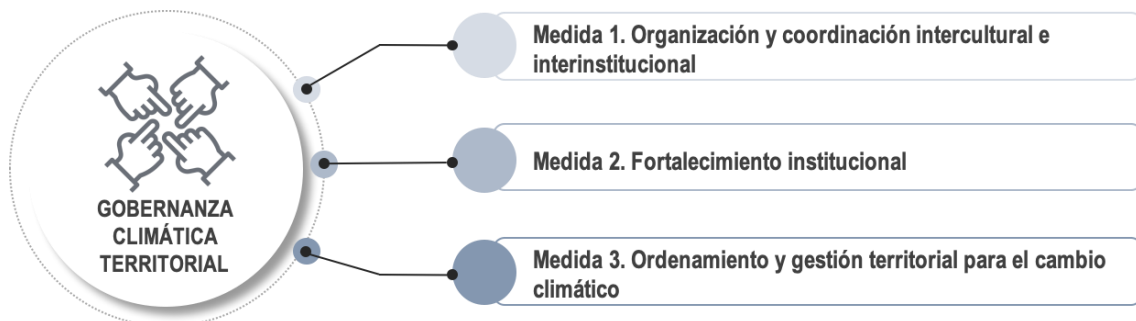 GOBERNANZA
CLIMÁTICA
TERRITORIAL
Medida 1. Organización y coordinación intercultural e
interinstitucional
Medida 2. Fortalecimiento institucional
Medida 3. Ordenamiento y gestión territorial para el cambio
climático